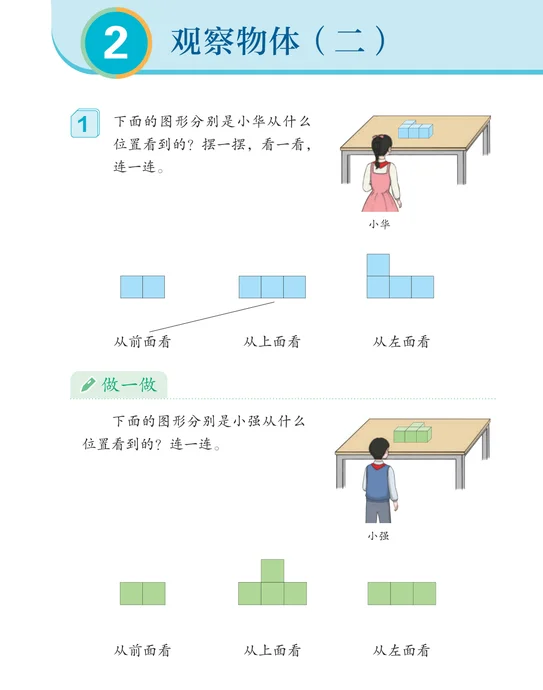 2 观察物体（二）
1 下面的图形分别是小华从什么
位置看到的？摆一摆，看一看，
连一连。
小华
从前面看 从上面看 从左面看
做一做
下面的图形分别是小强从什么
位置看到的？连一连。
小强
从前面看 从上面看 从左面看